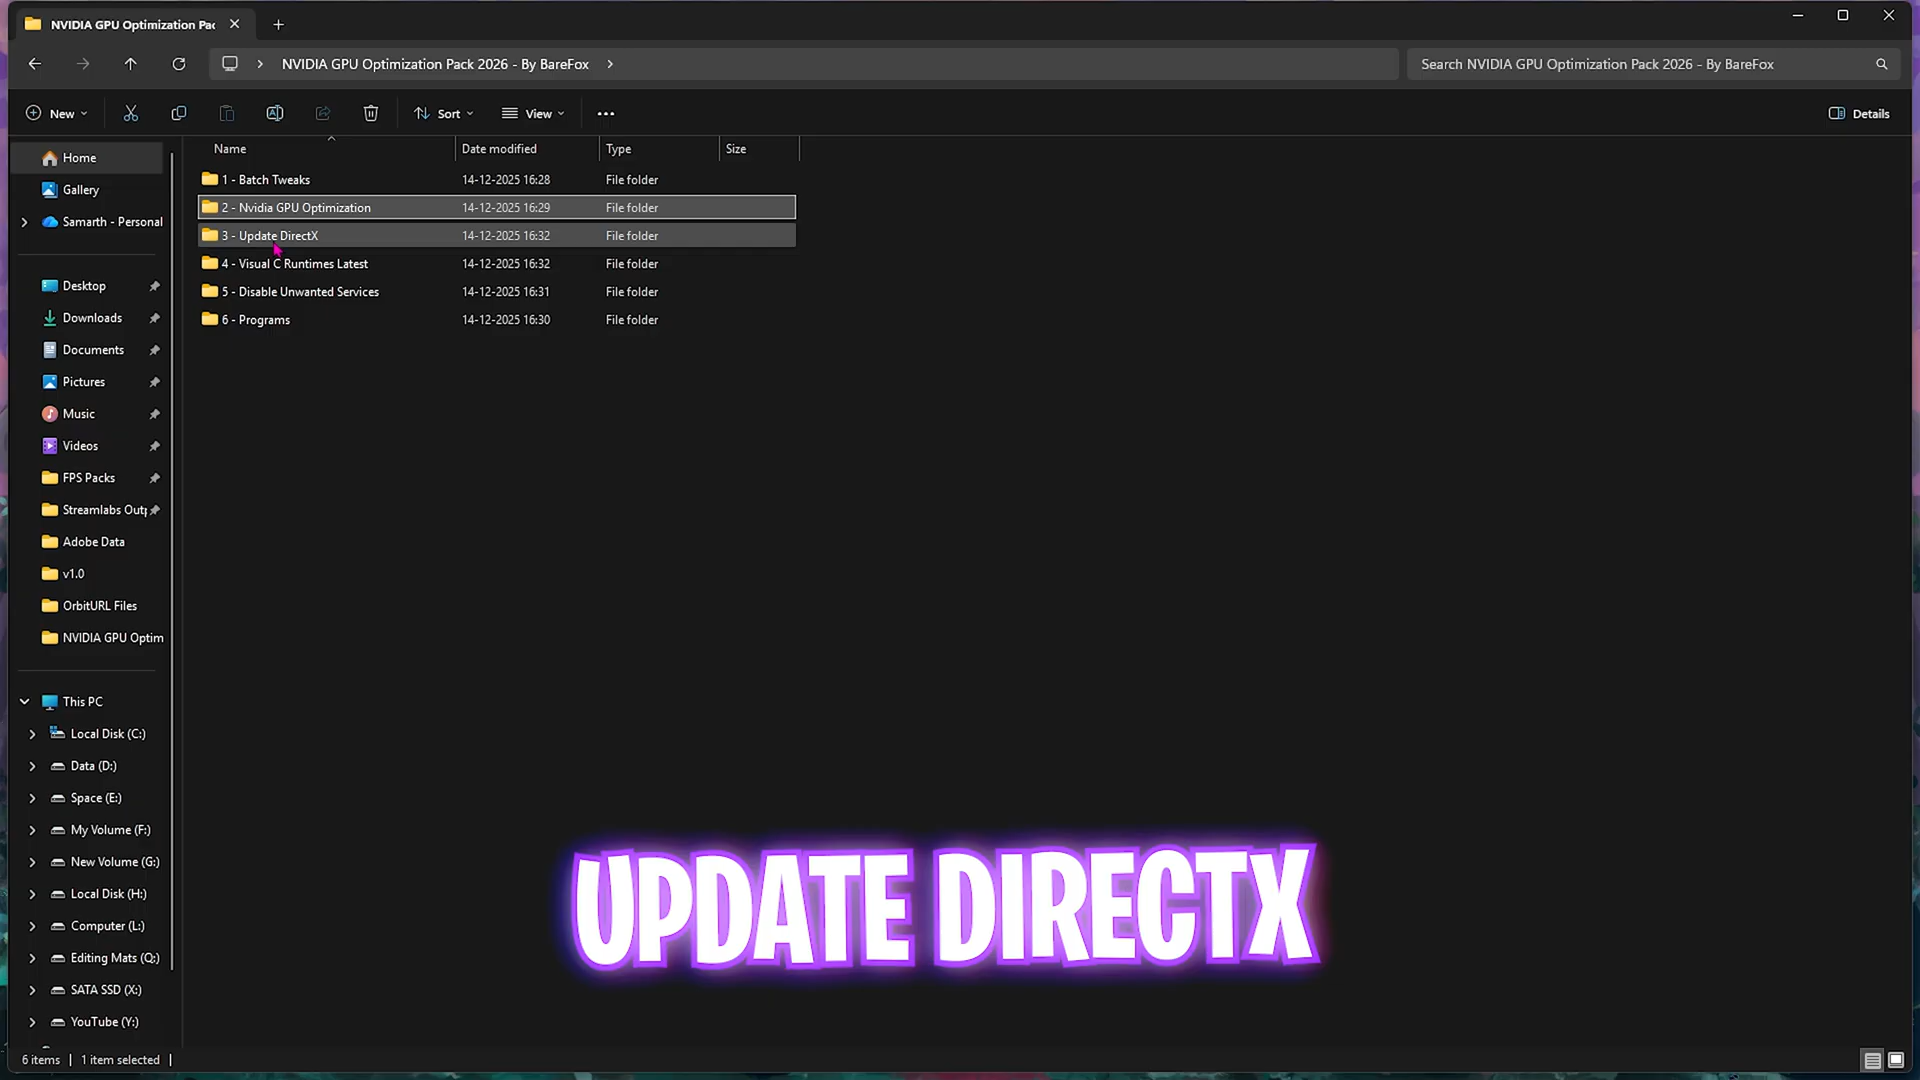 NVIDIA GPU Optimization Pac
NVIDIA GPU Optimization Pack 2026 - By BareFox
Search NVIDIA GPU Optimization Pack 2026 - By BareFox
New
Sort
View
Details
Name Date modified Type Size
1 - Batch Tweaks 14-12-2025 16:28 File folder
2 - Nvidia GPU Optimization 14-12-2025 16:29 File folder
3 - Update DirectX 14-12-2025 16:32 File folder
4 - Visual C Runtimes Latest 14-12-2025 16:32 File folder
5 - Disable Unwanted Services 14-12-2025 16:31 File folder
6 - Programs 14-12-2025 16:30 File folder
Home
Gallery
Samarth - Personal
Desktop
Downloads
Documents
Pictures
Music
Videos
FPS Packs
Streamlabs Outp
Adobe Data
v1.0
OrbitURL Files
NVIDIA GPU Optim
This PC
Local Disk (C:)
Data (D:)
Space (E:)
My Volume (F:)
New Volume (G:)
Local Disk (H:)
Computer (L:)
Editing Mats (Q:)
SATA SSD (X:)
YouTube (Y:)
UPDATE DIRECTX
6 items 1 item selected